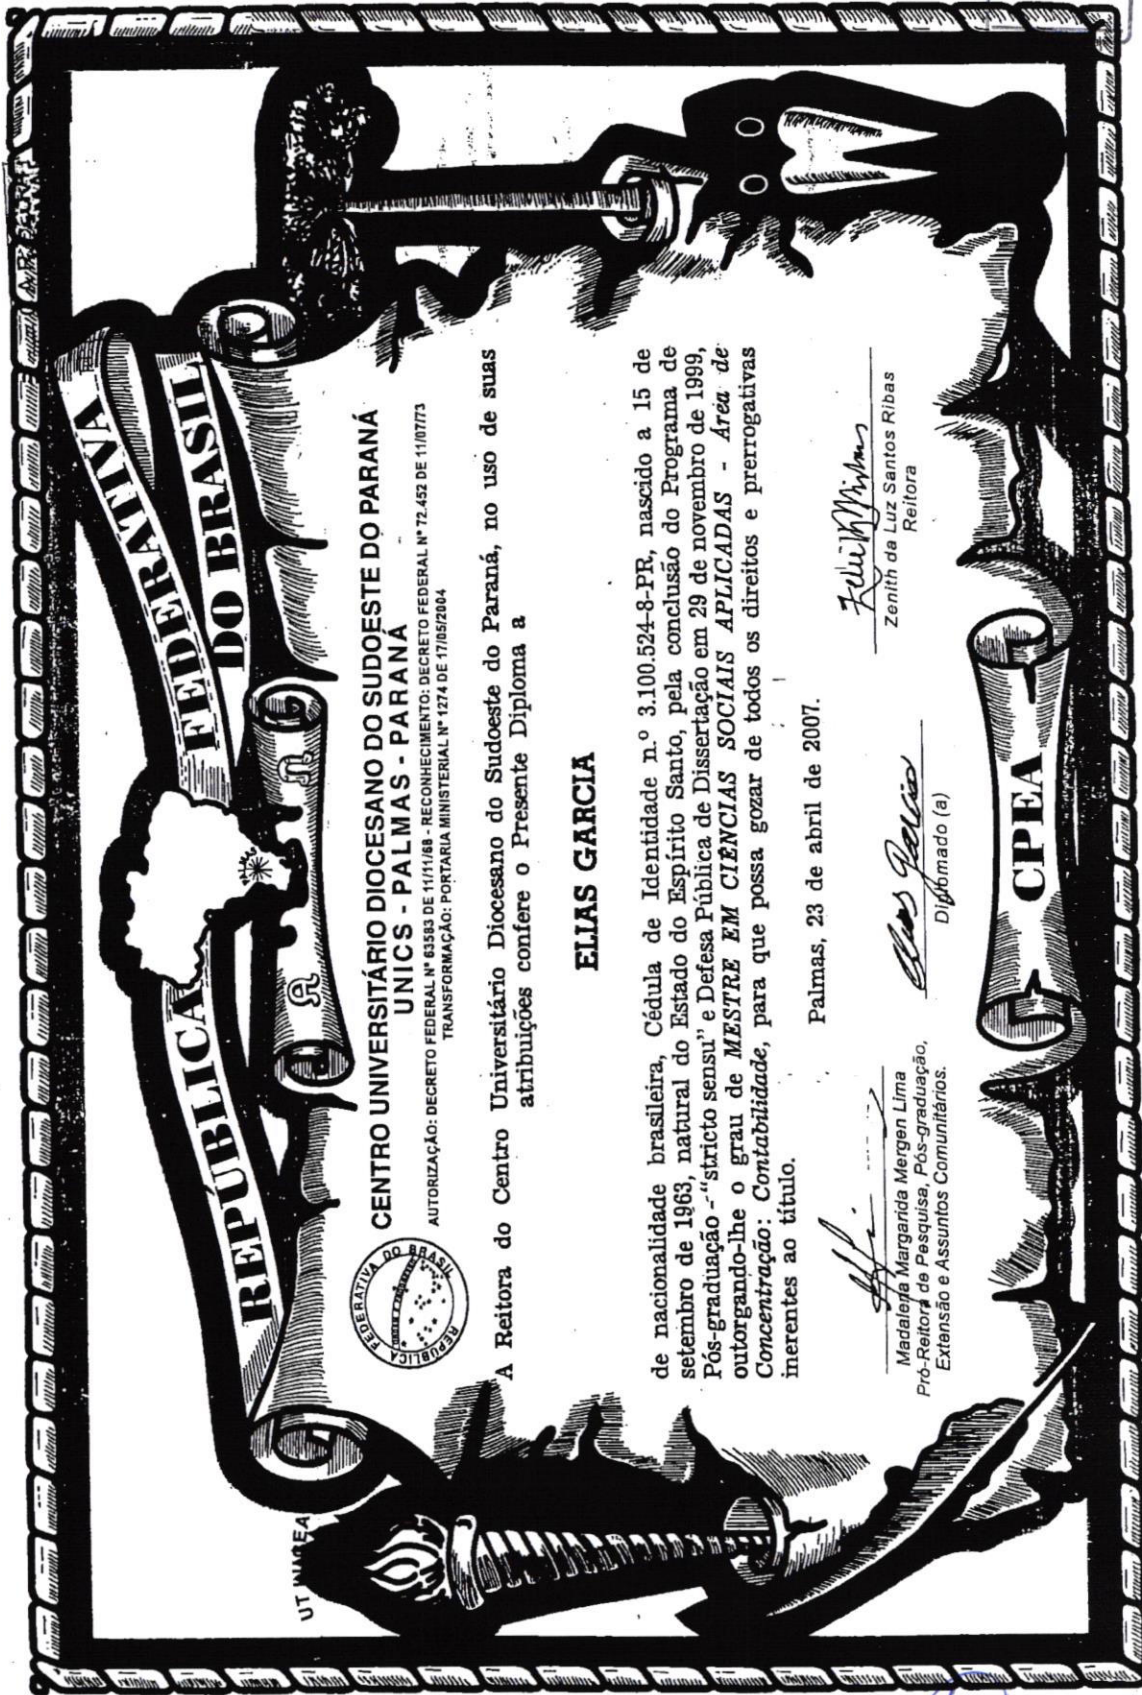 REPÚBLICA FEDERATIVA
DO BRASIL
PALMAS
UT
CENTRO UNIVERSITÁRIO DIOCESANO DO SUDOESTE DO PARANÁ
UNICS - PALMAS - PARANÁ
AUTORIZAÇÃO: DECRETO FEDERAL Nº 63583 DE 11/11/68 - RECONHECIMENTO: DECRETO FEDERAL Nº 72.452 DE 11/07/73
TRANSFORMAÇÃO: PORTARIA MINISTERIAL Nº 1274 DE 17/05/2004
REPÚBLICA FEDERATIVA DO BRASIL
A Reitora do Centro Universitário Diocesano do Sudoeste do Paraná, no uso de suas
atribuições confere o Presente Diploma a
ELIAS GARCIA
de nacionalidade brasileira, Cédula de Identidade n.º 3.100.524-8-PR, nascido a 15 de
setembro de 1963, natural do Estado do Espírito Santo, pela conclusão do Programa de
Pós-graduação -"stricto sensu" e Defesa Pública de Dissertação em 29 de novembro de 1999,
outorgando-lhe o grau de MESTRE EM CIÊNCIAS SOCIAIS APLICADAS - Área de
Concentração: Contabilidade, para que possa gozar de todos os direitos e prerrogativas
inerentes ao título.
Palmas, 23 de abril de 2007.
Madalena Margarida Mergen Lima
Pró-Reitora de Pesquisa, Pós-graduação,
Extensão e Assuntos Comunitários.
Elias Garcia
Diplomado (a)
Zenith da Luz Santos Ribas
Reitora
CPEA